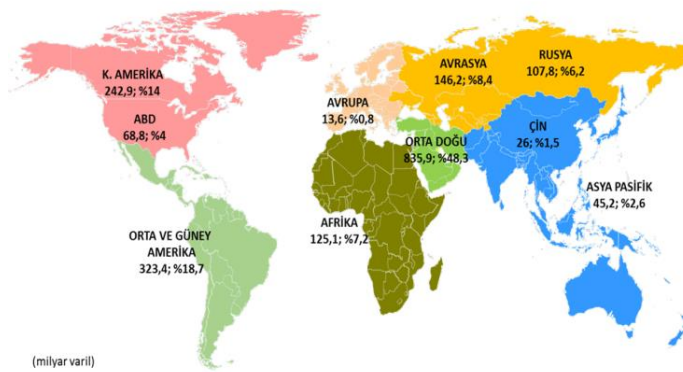 K. AMERİKA
242,9; %14
ABD
68,8; %4
ORTA VE GÜNEY
AMERİKA
323,4; %18,7
AVRUPA
13,6; %0,8
AFRİKA
125,1; %7,2
ORTA DOĞU
835,9; %48,3
AVRASYA
146,2; %8,4
RUSYA
107,8; %6,2
ÇİN
26; %1,5
ASYA PASİFİK
45,2; %2,6
(milyar varil)